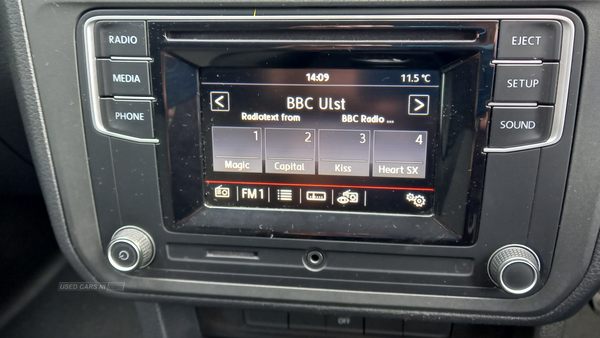 RADIO
MEDIA
PHONE
EJECT
SETUP
SOUND
14:09 11.5 °C
< BBC Ulst >
Radiotext from BBC Radio ...
1 2 3 4
Magic Capital Kiss Heart SX
FM1
USED CARS NI
OFF